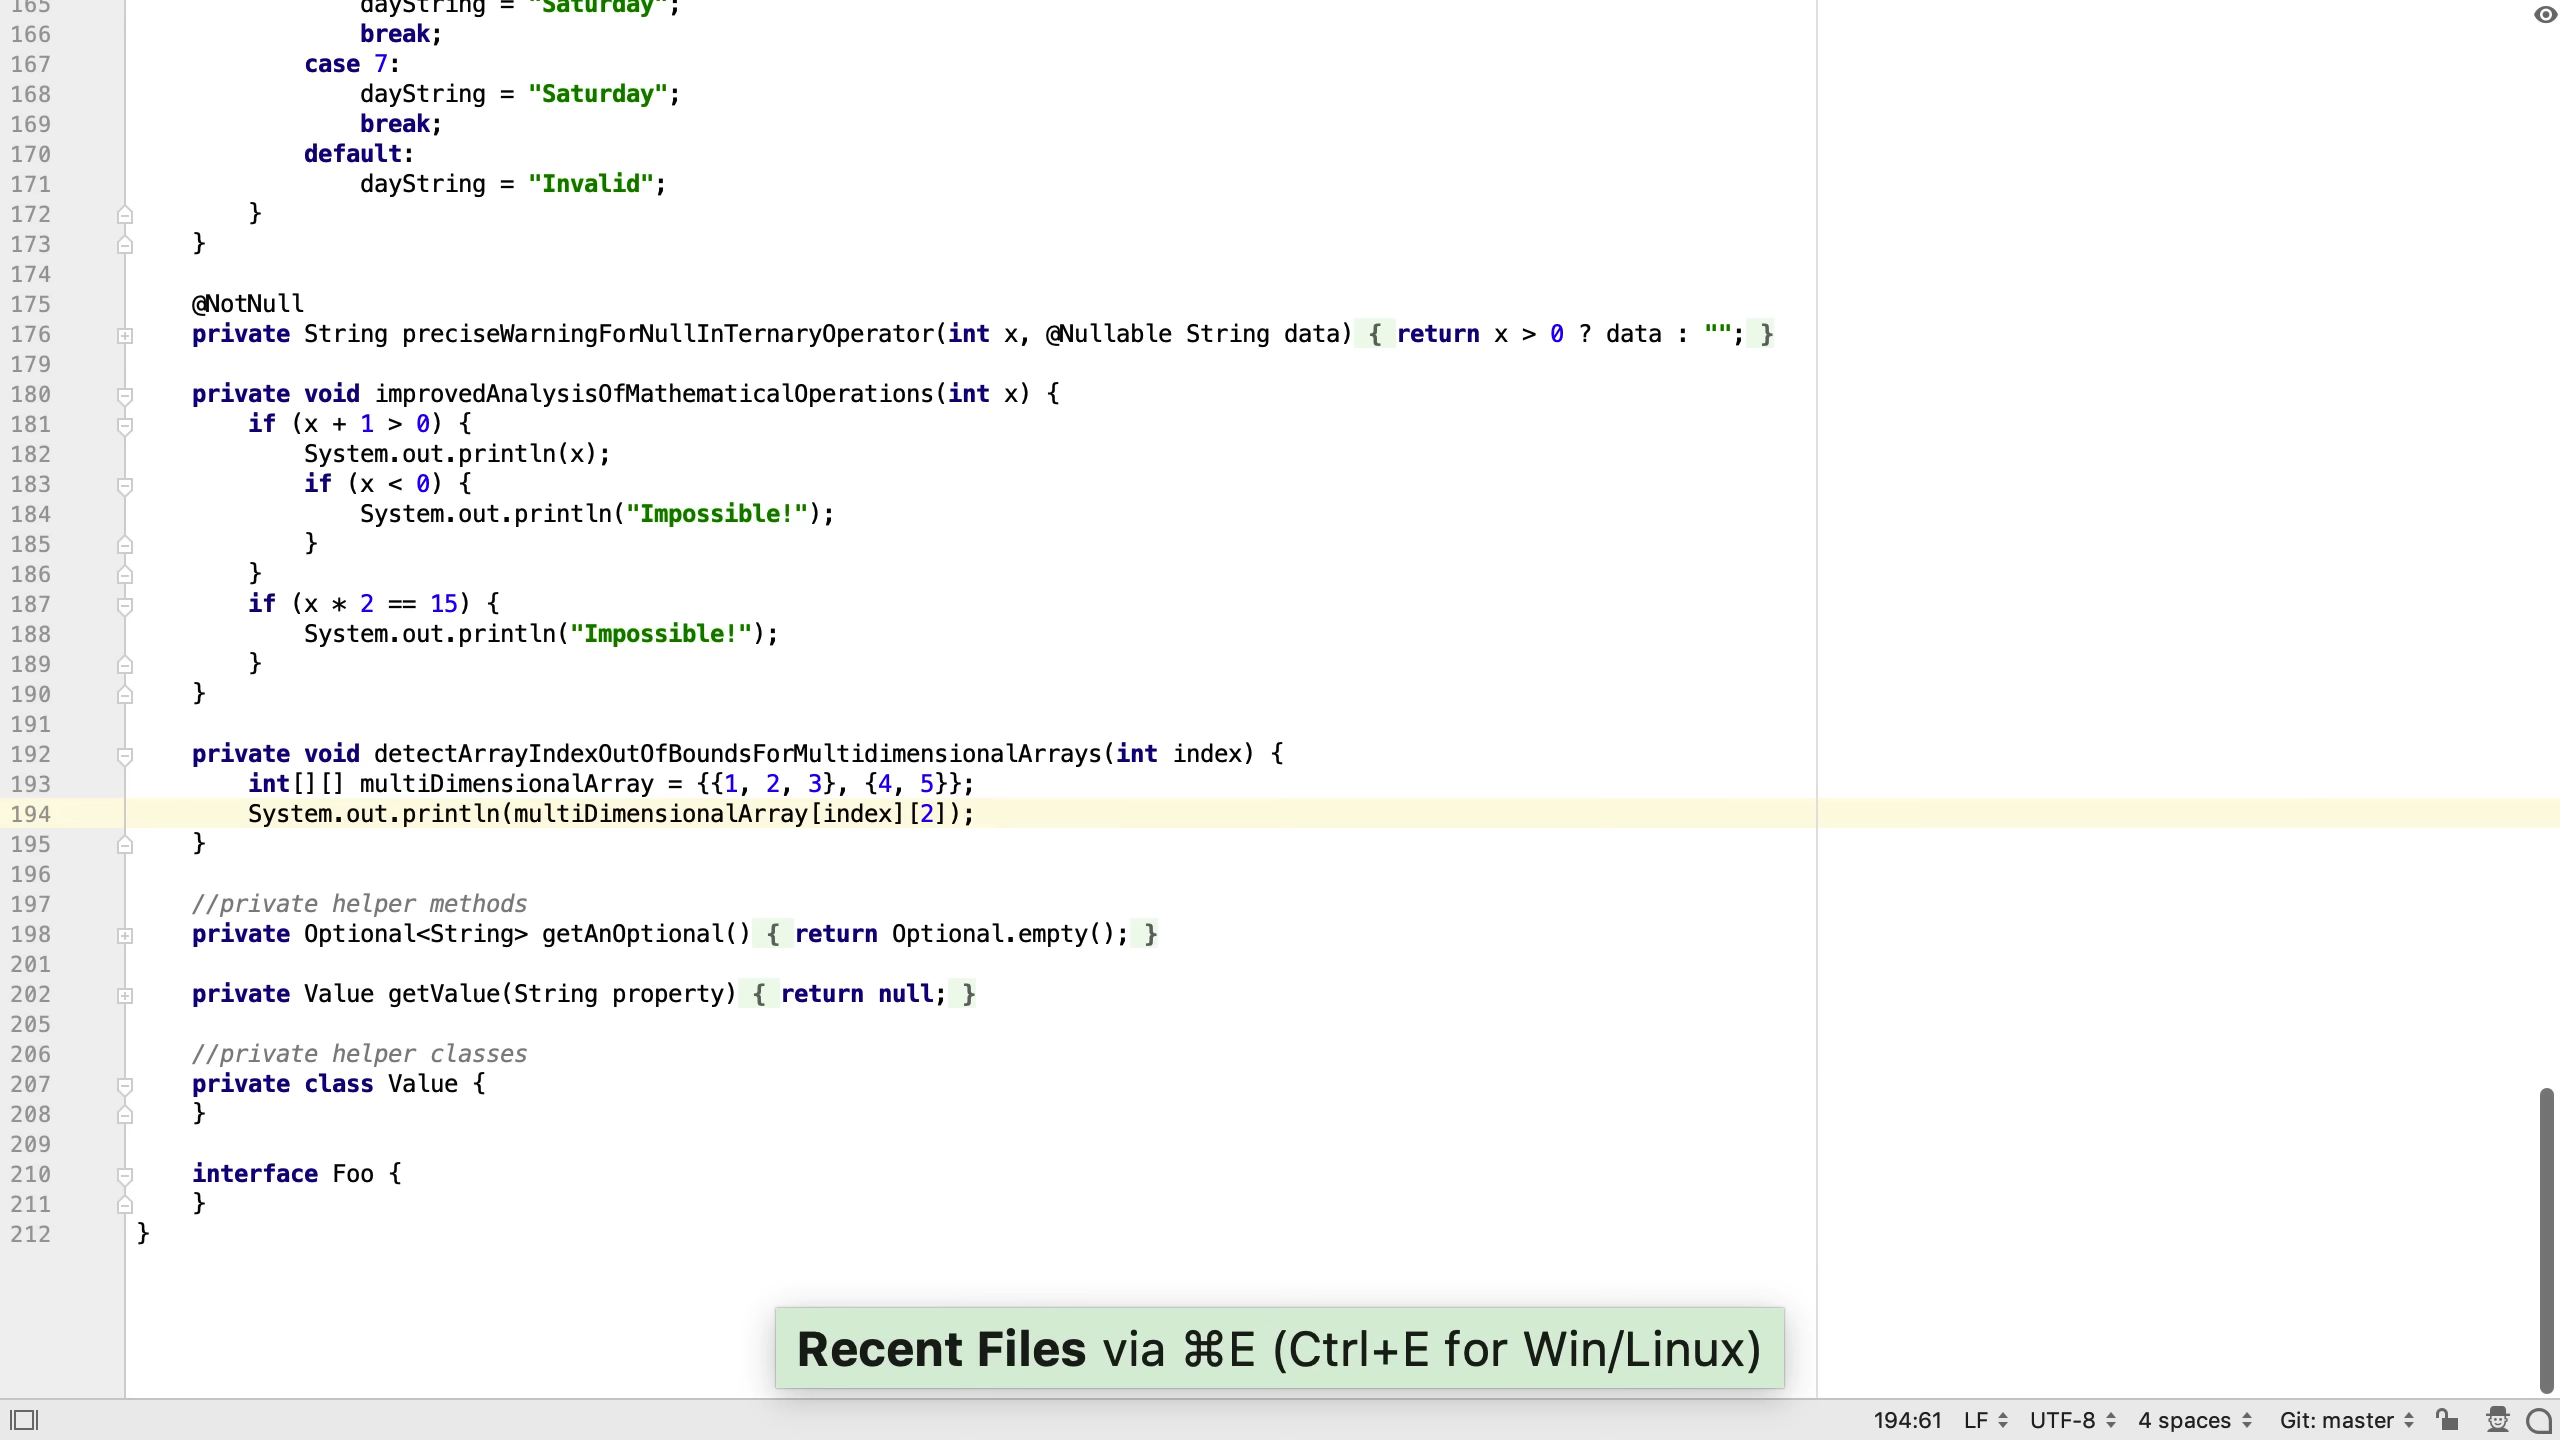 165 dayString = "Saturday";
166 break;
167 case 7:
168 dayString = "Saturday";
169 break;
170 default:
171 dayString = "Invalid";
172 }
173 }
174
175 @NotNull
176 private String preciseWarningForNullInTernaryOperator(int x, @Nullable String data) { return x > 0 ? data : ""; }
179
180 private void improvedAnalysisOfMathematicalOperations(int x) {
181 if (x + 1 > 0) {
182 System.out.println(x);
183 if (x < 0) {
184 System.out.println("Impossible!");
185 }
186 }
187 if (x * 2 == 15) {
188 System.out.println("Impossible!");
189 }
190 }
191
192 private void detectArrayIndexOutOfBoundsForMultidimensionalArrays(int index) {
193 int[][] multiDimensionalArray = {{1, 2, 3}, {4, 5}};
194 System.out.println(multiDimensionalArray[index][2]);
195 }
196
197 //private helper methods
198 private Optional<String> getAnOptional() { return Optional.empty(); }
201
202 private Value getValue(String property) { return null; }
205
206 //private helper classes
207 private class Value {
208 }
209
210 interface Foo {
211 }
212 }
Recent Files via ⌘E (Ctrl+E for Win/Linux)
194:61 LF UTF-8 4 spaces Git: master